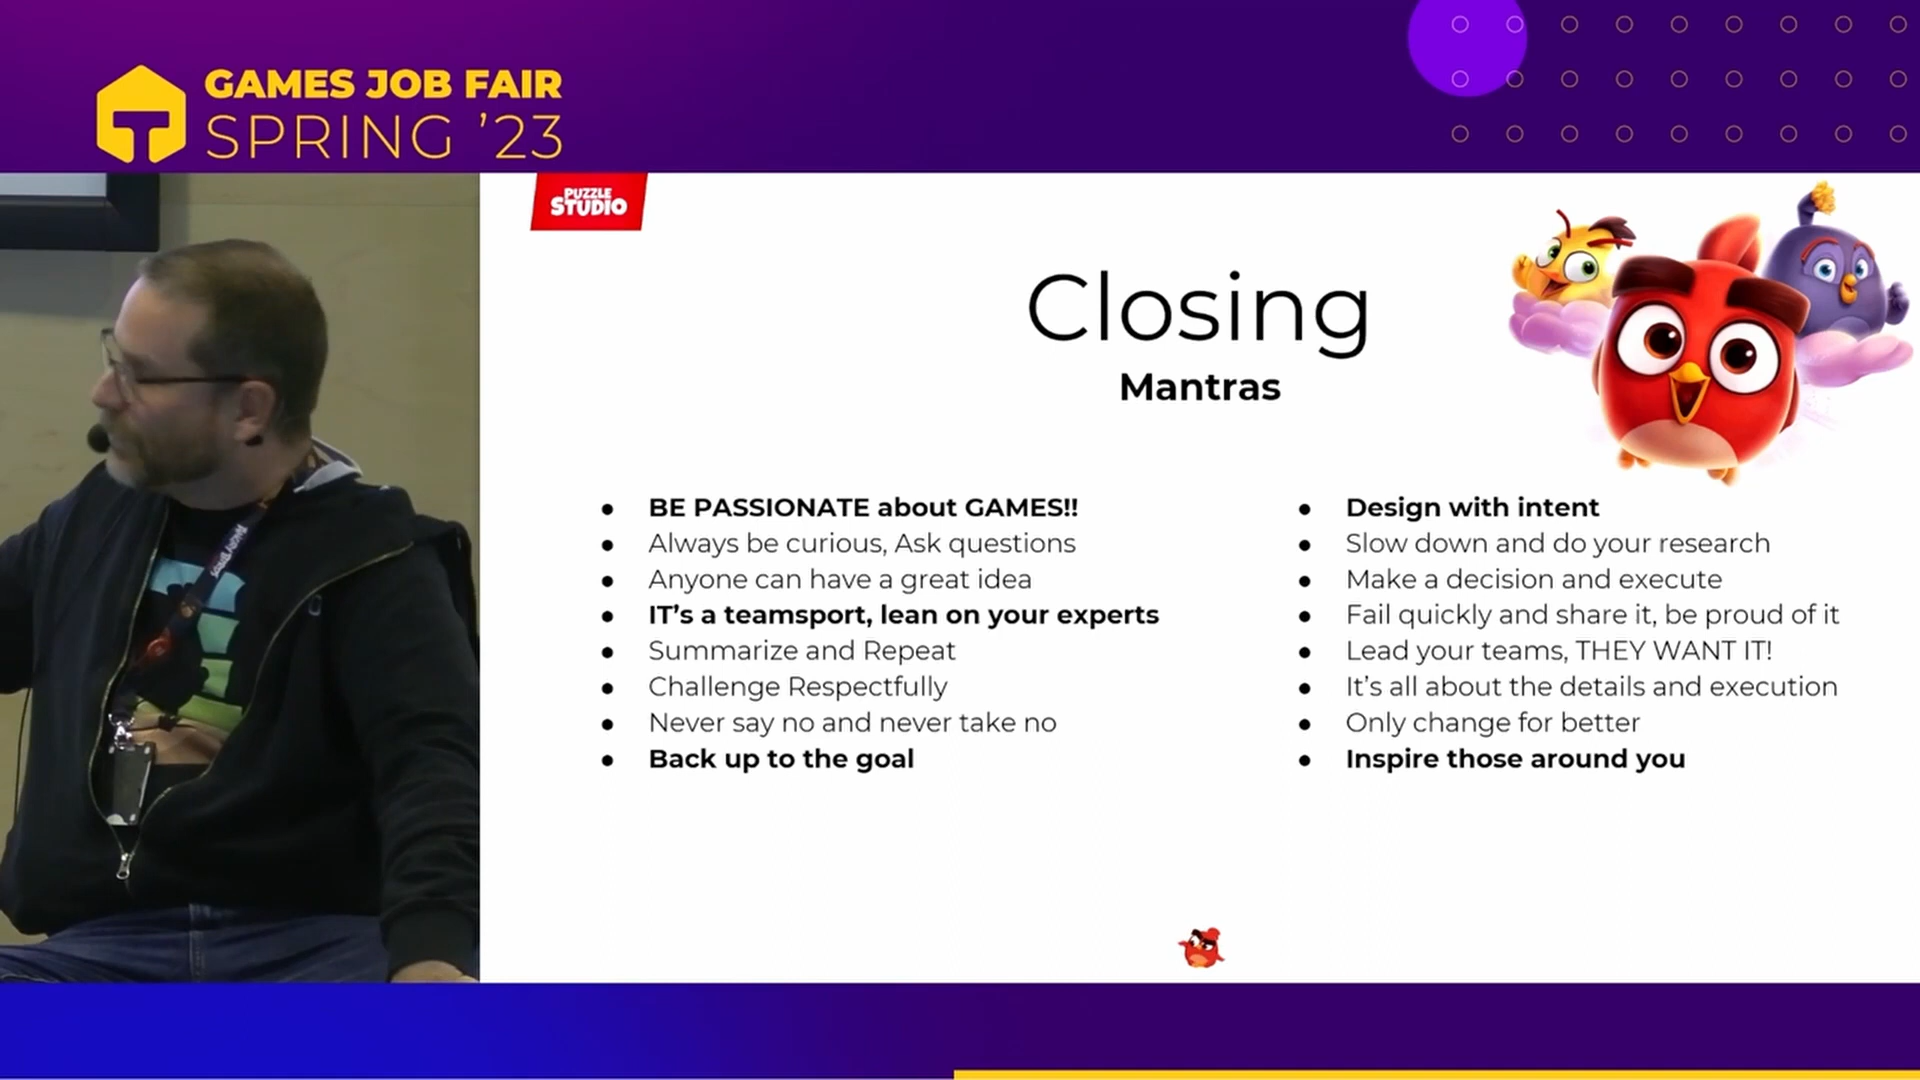 GAMES JOB FAIR
SPRING ’23
PUZZLE
STUDIO
Closing
Mantras
BE PASSIONATE about GAMES!!
Always be curious, Ask questions
Anyone can have a great idea
IT’s a teamsport, lean on your experts
Summarize and Repeat
Challenge Respectfully
Never say no and never take no
Back up to the goal
Design with intent
Slow down and do your research
Make a decision and execute
Fail quickly and share it, be proud of it
Lead your teams, THEY WANT IT!
It’s all about the details and execution
Only change for better
Inspire those around you